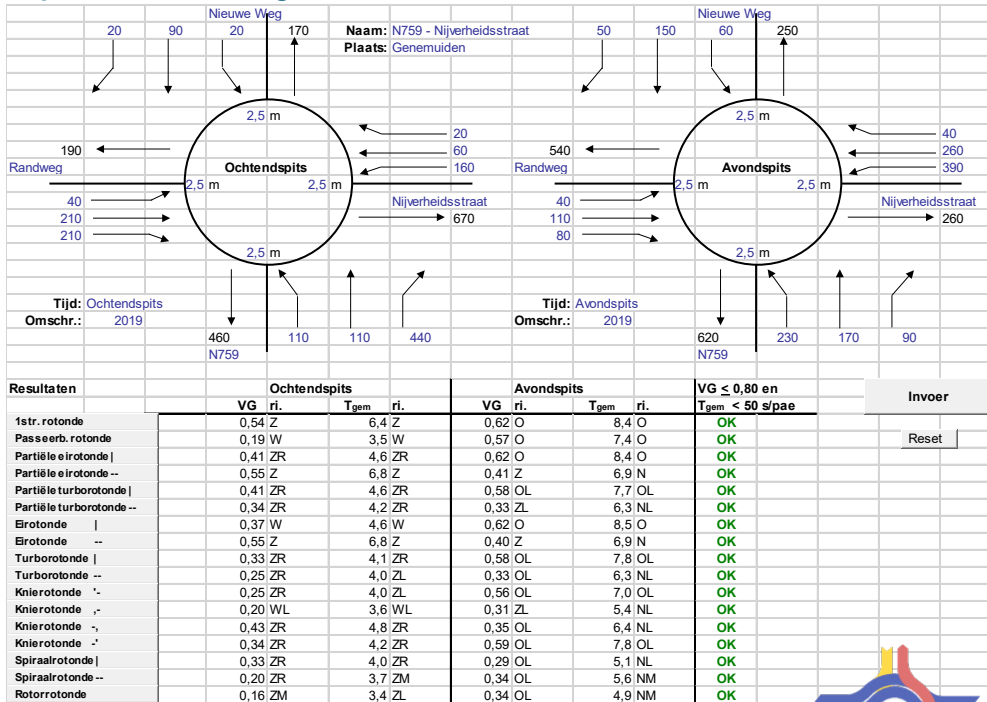 Nieuwe Weg Nieuwe Weg
20 90 20 170 Naam: N759 - Nijverheidsstraat 50 150 60 250
Plaats: Genemuiden
2,5 m 2,5 m
20 40
190 60 540 260
Randweg Ochtendspits 160 Randweg Avondspits 390
2,5 m 2,5 m 2,5 m 2,5 m
40 Nijverheidsstraat 40 Nijverheidsstraat
210 670 110 260
210 80
2,5 m 2,5 m
Tijd: Ochtendspits Tijd: Avondspits
Omschr.: 2019 Omschr.: 2019
460 110 110 440 620 230 170 90
N759 N759
Resultaten Ochtendspits Avondspits VG ≤ 0,80 en Invoer
VG ri. Tgem ri. VG ri. Tgem ri. Tgem < 50 s/pae
1str. rotonde 0,54 Z 6,4 Z 0,62 O 8,4 O OK
Passeerb. rotonde 0,19 W 3,5 W 0,57 O 7,4 O OK Reset
Partiële eirotonde | 0,41 ZR 4,6 ZR 0,62 O 8,4 O OK
Partiële eirotonde -- 0,55 Z 6,8 Z 0,41 Z 6,9 N OK
Partiële turborotonde | 0,41 ZR 4,6 ZR 0,58 OL 7,7 OL OK
Partiële turborotonde -- 0,34 ZR 4,2 ZR 0,33 ZL 6,3 NL OK
Eirotonde | 0,37 W 4,6 W 0,62 O 8,5 O OK
Eirotonde -- 0,55 Z 6,8 Z 0,40 Z 6,9 N OK
Turborotonde | 0,33 ZR 4,1 ZR 0,58 OL 7,8 OL OK
Turborotonde -- 0,25 ZR 4,0 ZL 0,33 OL 6,3 NL OK
Knierotonde '- 0,25 ZR 4,0 ZL 0,56 OL 7,0 OL OK
Knierotonde ,- 0,20 WL 3,6 WL 0,31 ZL 5,4 NL OK
Knierotonde -, 0,43 ZR 4,8 ZR 0,35 OL 6,4 NL OK
Knierotonde -' 0,34 ZR 4,2 ZR 0,59 OL 7,8 OL OK
Spiraalrotonde | 0,33 ZR 4,0 ZR 0,29 OL 5,1 NL OK
Spiraalrotonde -- 0,20 ZR 3,7 ZM 0,34 OL 5,6 NM OK
Rotorrotonde 0,16 ZM 3,4 ZL 0,34 OL 4,9 NM OK